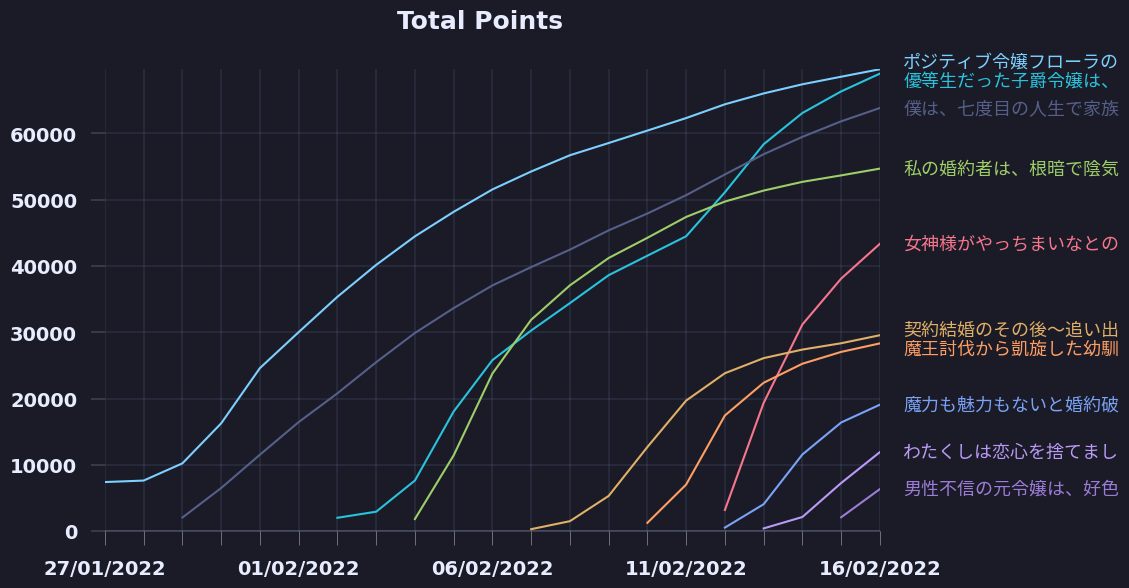 Total Points
ポジティブ令嬢フローラの
優等生だった子爵令嬢は、
僕は、七度目の人生で家族
60000
私の婚約者は、根暗で陰気
50000
女神様がやっちまいなとの
40000
契約結婚のその後〜追い出
30000
魔王討伐から凱旋した幼馴
20000
魔力も魅力もないと婚約破
わたくしは恋心を捨てまし
10000
男性不信の元令嬢は、好色
0
27/01/2022 01/02/2022 06/02/2022 11/02/2022 16/02/2022